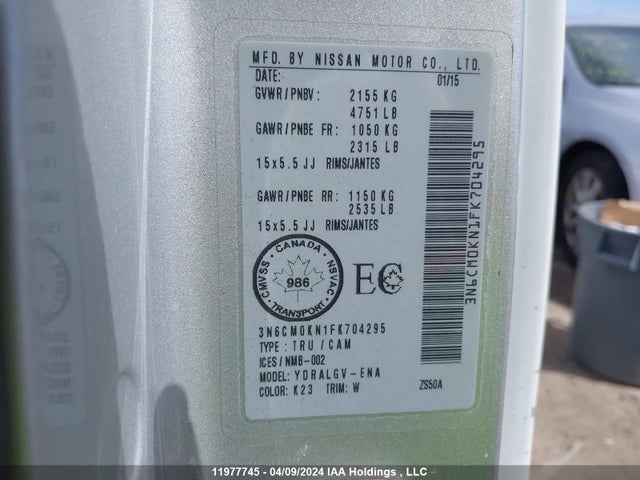 MFD. BY NISSAN MOTOR CO., LTD.
DATE: 01/15
GVWR/PNBV: 2155 KG
4751 LB
GAWR/PNBE FR: 1050 KG
2315 LB
15x5.5 JJ RIMS/JANTES
GAWR/PNBE RR: 1150 KG
2535 LB
15x5.5 JJ RIMS/JANTES
CANADA
CMVSS 986 NSVAC
TRANSPORT
EC
3N6CM0KN1FK704295
TYPE: TRU/CAM
ICES/NMB-002
MODEL: YDRALGV-ENA
COLOR: K23 TRIM: W ZS50A
3N6CM0KN1FK704295
11977745 - 04/09/2024 IAA Holdings , LLC